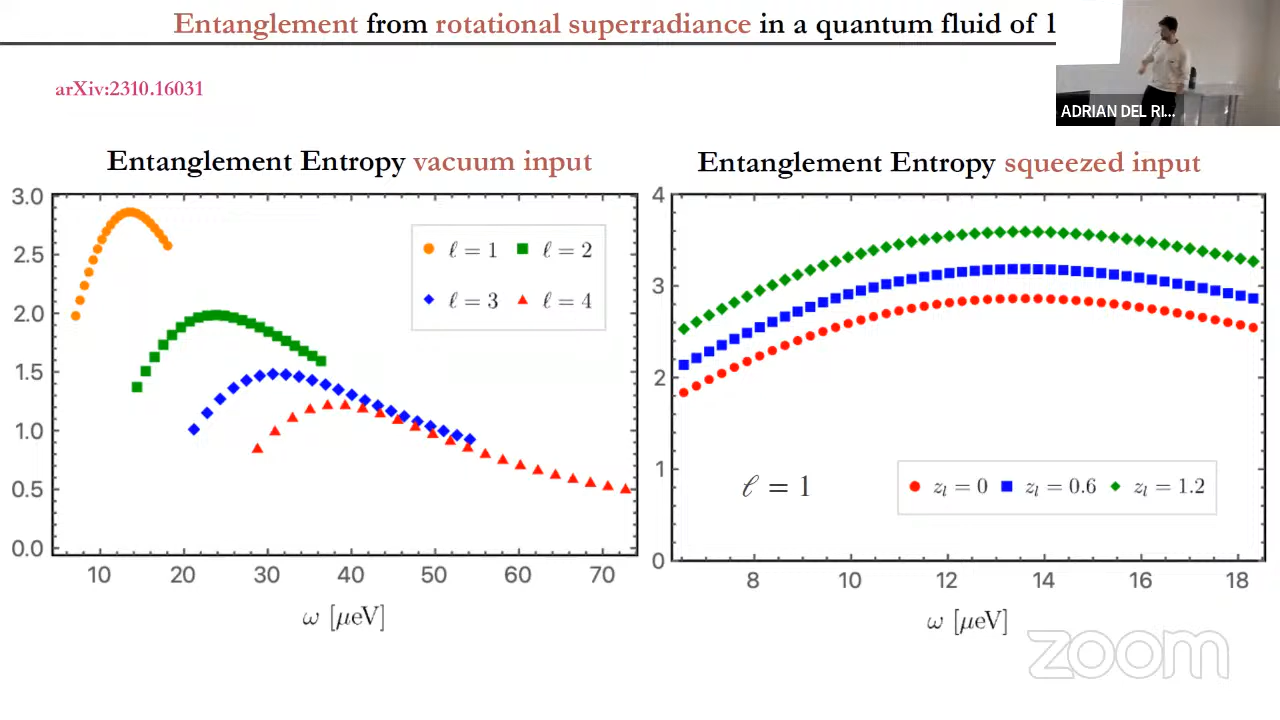 Entanglement from rotational superradiance in a quantum fluid of l
arXiv:2310.16031
ADRIAN DEL RI...
Entanglement Entropy vacuum input
3.0
2.5
2.0
1.5
1.0
0.5
0.0
ℓ = 1 ℓ = 2
ℓ = 3 ℓ = 4
10 20 30 40 50 60 70
ω [μeV]
Entanglement Entropy squeezed input
4
3
2
1
0
ℓ = 1
z_l = 0 z_l = 0.6 z_l = 1.2
8 10 12 14 16 18
ω [μeV]
zoom